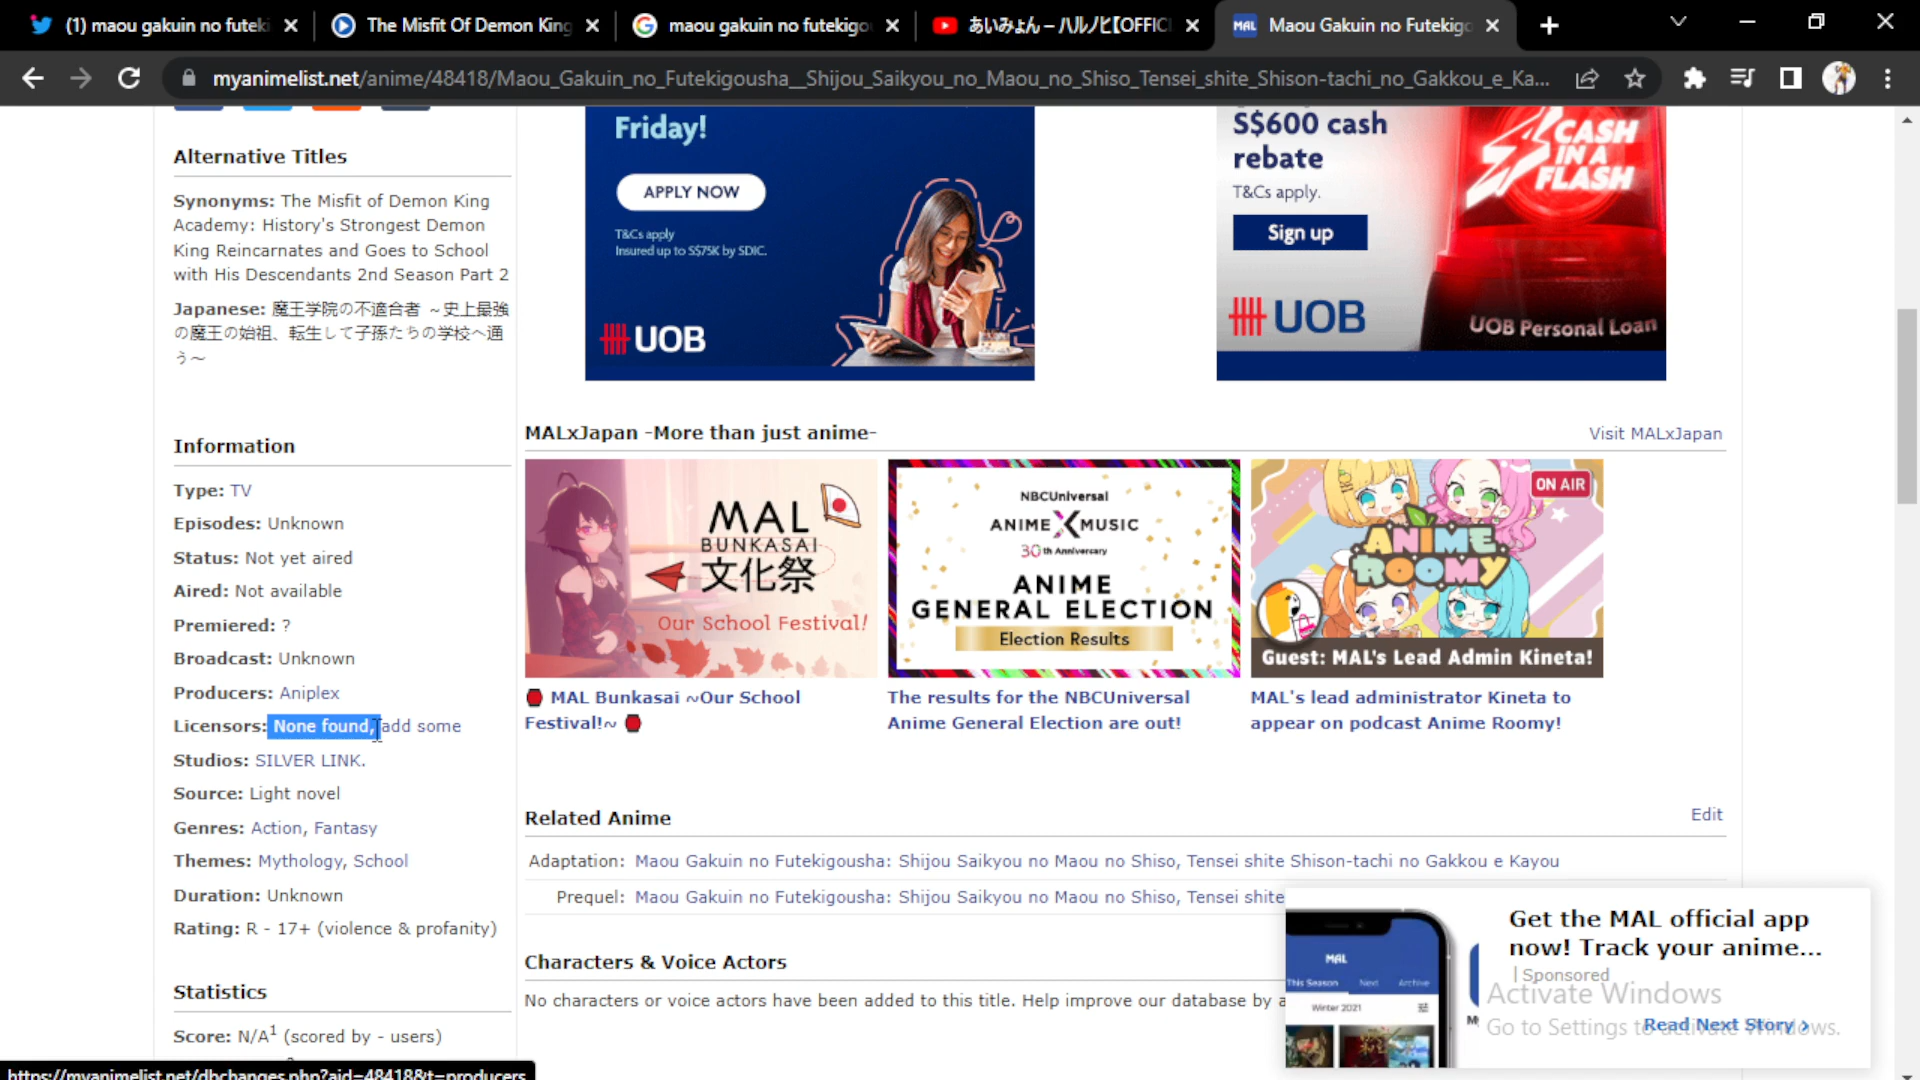 (1) maou gakuin no futeki
The Misfit Of Demon King
maou gakuin no futekigo
あいみょん – ハルノヒ【OFFICI
MAL Maou Gakuin no Futekigo
myanimelist.net/anime/48418/Maou_Gakuin_no_Futekigousha__Shijou_Saikyou_no_Maou_no_Shiso_Tensei_shite_Shison-tachi_no_Gakkou_e_Ka...
Alternative Titles
Synonyms: The Misfit of Demon King
Academy: History's Strongest Demon
King Reincarnates and Goes to School
with His Descendants 2nd Season Part 2
Japanese: 魔王学院の不適合者 ～史上最強
の魔王の始祖、転生して子孫たちの学校へ通
う～
Information
Type: TV
Episodes: Unknown
Status: Not yet aired
Aired: Not available
Premiered: ?
Broadcast: Unknown
Producers: Aniplex
Licensors: None found, add some
Studios: SILVER LINK.
Source: Light novel
Genres: Action, Fantasy
Themes: Mythology, School
Duration: Unknown
Rating: R - 17+ (violence & profanity)
Statistics
Score: N/A1 (scored by - users)
https://myanimelist.net/dbchanges.php?aid=48418&t=producers
Friday!
APPLY NOW
T&Cs apply
Insured up to S$75K by SDIC.
UOB
S$600 cash
rebate
T&Cs apply.
Sign up
UOB
CASH
IN A
FLASH
UOB Personal Loan
MALxJapan -More than just anime-
Visit MALxJapan
MAL
BUNKASAI
文化祭
Our School Festival!
MAL Bunkasai ~Our School
Festival!~
NBCUniversal
ANIME X MUSIC
30th Anniversary
ANIME
GENERAL ELECTION
Election Results
The results for the NBCUniversal
Anime General Election are out!
ON AIR
ANIME
ROOMY
Guest: MAL's Lead Admin Kineta!
MAL's lead administrator Kineta to
appear on podcast Anime Roomy!
Related Anime
Edit
Adaptation: Maou Gakuin no Futekigousha: Shijou Saikyou no Maou no Shiso, Tensei shite Shison-tachi no Gakkou e Kayou
Prequel: Maou Gakuin no Futekigousha: Shijou Saikyou no Maou no Shiso, Tensei shite
Characters & Voice Actors
No characters or voice actors have been added to this title. Help improve our database by a
MAL
This Season Next Archive
Winter 2021
Get the MAL official app
now! Track your anime...
| Sponsored
Read Next Story >
Activate Windows
Go to Settings to activate Windows.